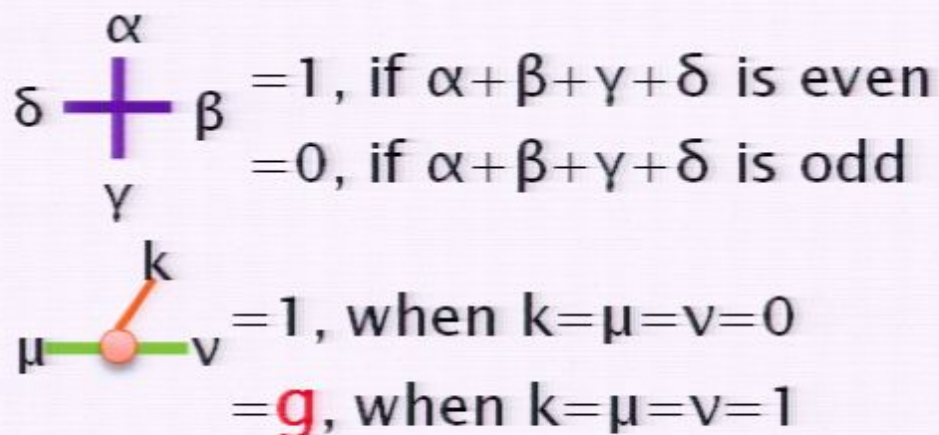 α
δ β =1, if α+β+γ+δ is even
=0, if α+β+γ+δ is odd
γ
k
μ ν =1, when k=μ=ν=0
=g, when k=μ=ν=1